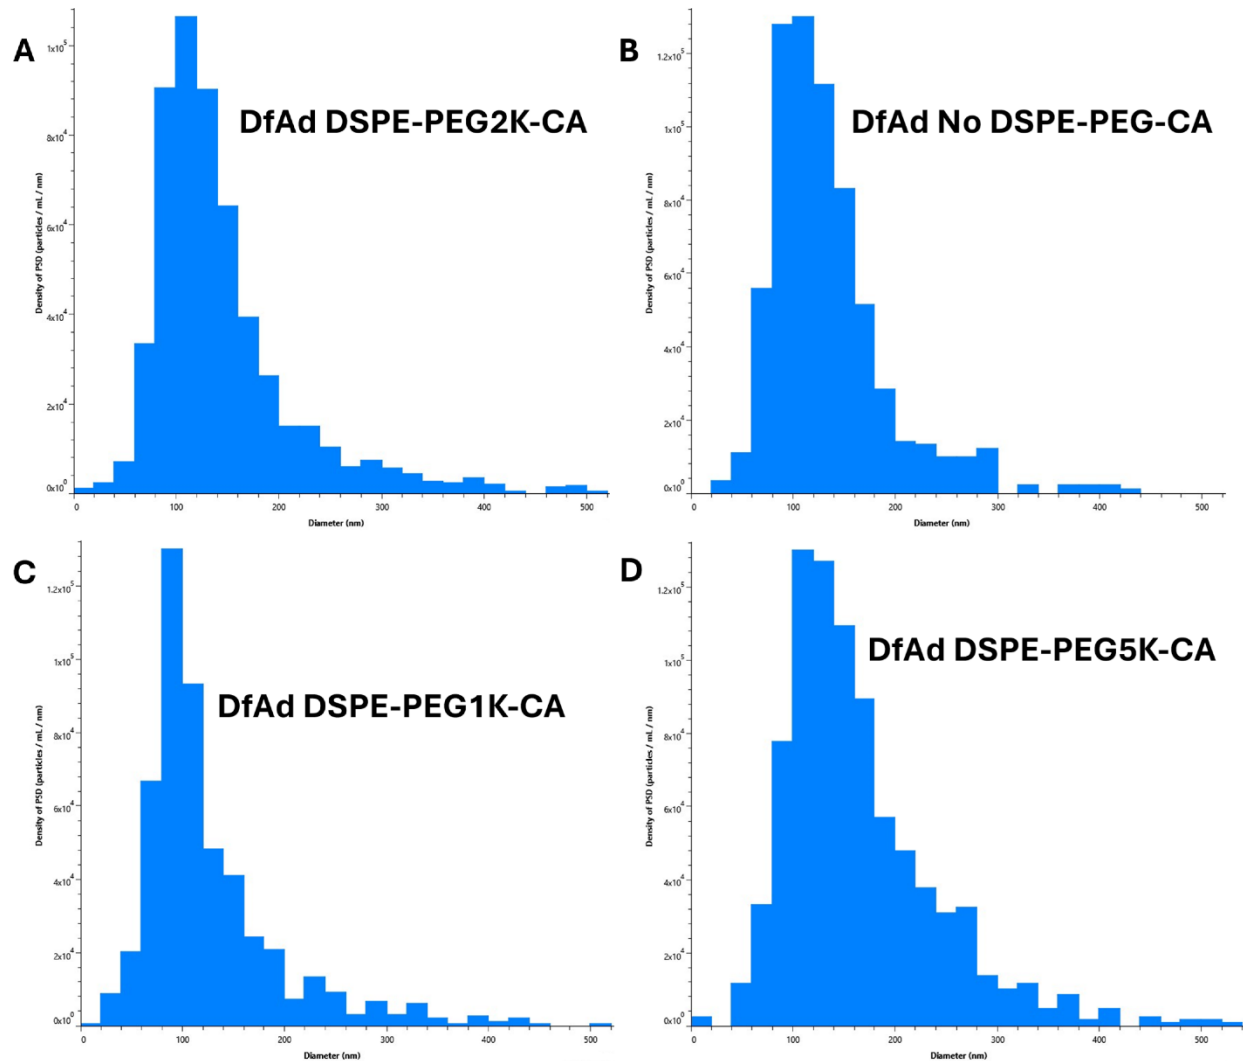 A
DfAd DSPE-PEG2K-CA
Density of PSD (particles / mL / nm)
1x10⁵
8x10⁴
6x10⁴
4x10⁴
2x10⁴
0x10⁰
0 100 200 300 400 500
Diameter (nm)
B
DfAd No DSPE-PEG-CA
Density of PSD (particles / mL / nm)
1.2x10⁵
1x10⁵
8x10⁴
6x10⁴
4x10⁴
2x10⁴
0x10⁰
0 100 200 300 400 500
Diameter (nm)
C
DfAd DSPE-PEG1K-CA
Density of PSD (particles / mL / nm)
1.2x10⁵
1x10⁵
8x10⁴
6x10⁴
4x10⁴
2x10⁴
0x10⁰
0 100 200 300 400 500
Diameter (nm)
D
DfAd DSPE-PEG5K-CA
Density of PSD (particles / mL / nm)
1.2x10⁵
1x10⁵
8x10⁴
6x10⁴
4x10⁴
2x10⁴
0x10⁰
0 100 200 300 400 500
Diameter (nm)